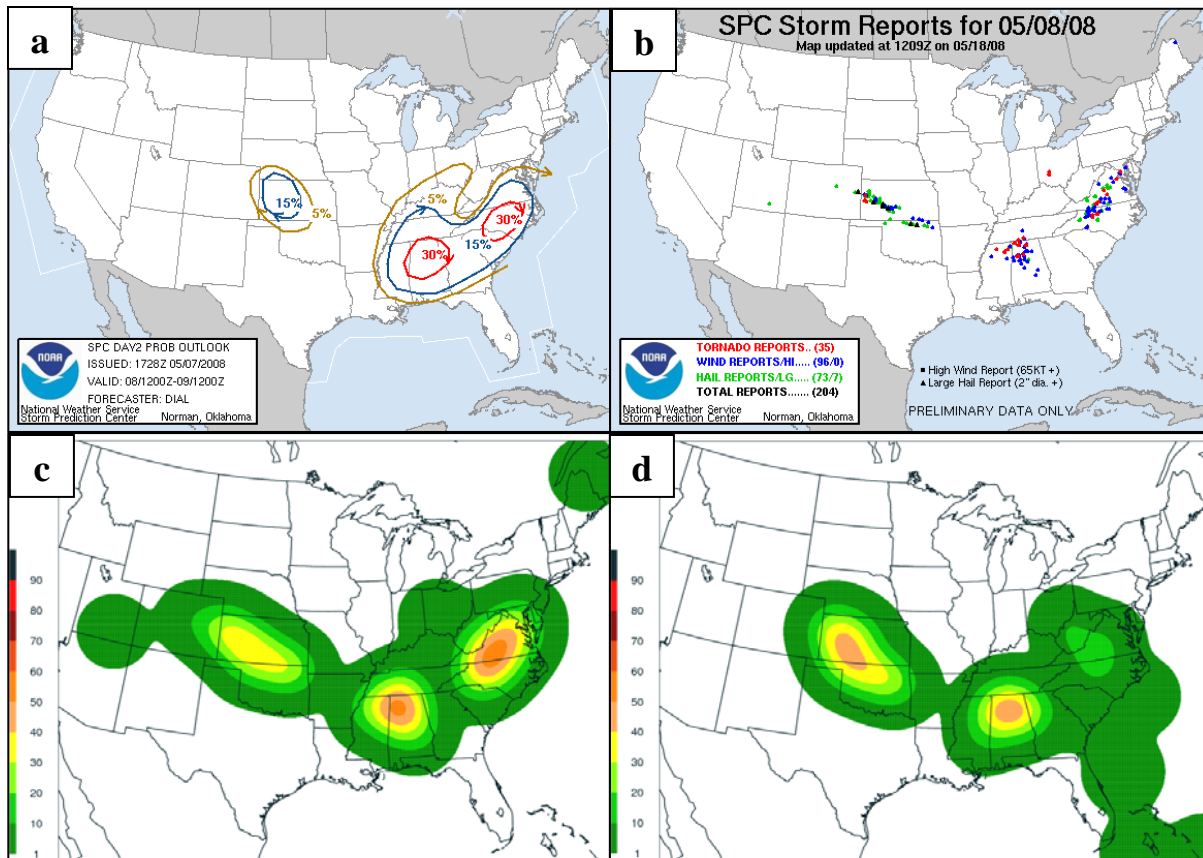 a
15%
5%
5%
15%
30%
30%
NOAA
SPC DAY2 PROB OUTLOOK
ISSUED: 1728Z 05/07/2008
VALID: 08/1200Z-09/1200Z
FORECASTER: DIAL
National Weather Service
Storm Prediction Center Norman, Oklahoma
b
SPC Storm Reports for 05/08/08
Map updated at 1209Z on 05/18/08
NOAA
TORNADO REPORTS.. (35)
WIND REPORTS/HI..... (96/0)
HAIL REPORTS/LG..... (73/7)
TOTAL REPORTS....... (204)
National Weather Service
Storm Prediction Center Norman, Oklahoma
■ High Wind Report (65KT +)
▲ Large Hail Report (2" dia. +)
PRELIMINARY DATA ONLY
c
90
80
70
60
50
40
30
20
10
1
d
90
80
70
60
50
40
30
20
10
1